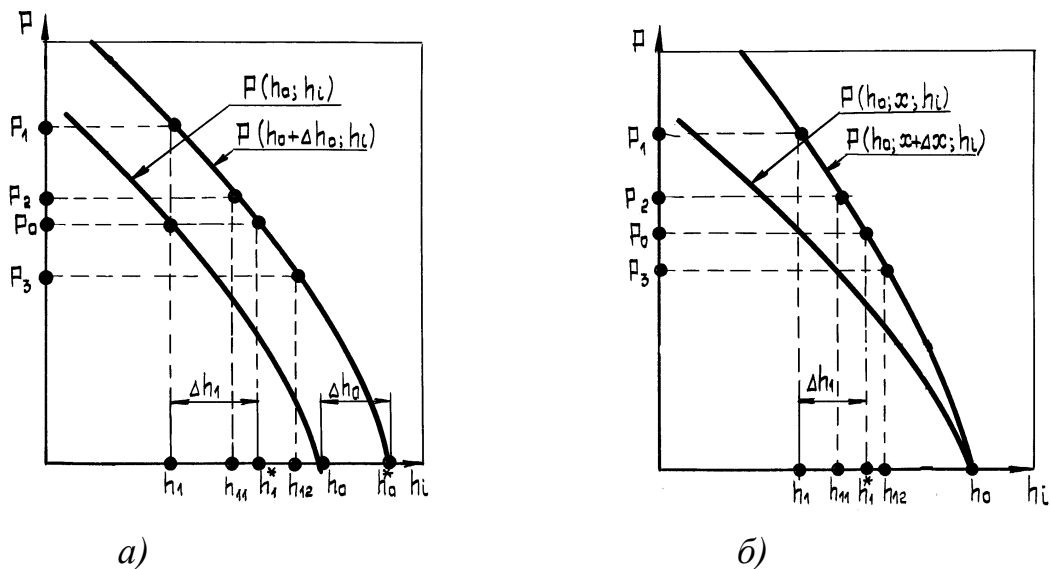 P
P(h₀; hᵢ)
P(h₀+Δh₀; hᵢ)
P₁
P₂
P₀
P₃
Δh₁
Δh₀
h₁
h₁₁
h₁*
h₁₂
h₀
h₀*
hᵢ
а)
P
P(h₀; x; hᵢ)
P(h₀; x+Δx; hᵢ)
P₁
P₂
P₀
P₃
Δh₁
h₁
h₁₁
h₁*
h₁₂
h₀
hᵢ
б)